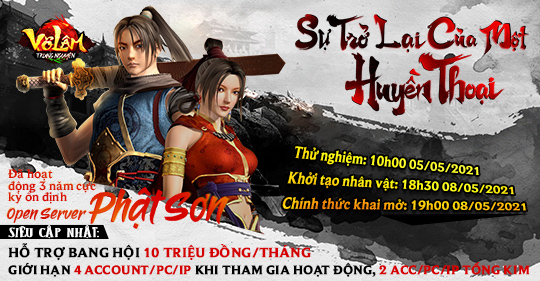 Võ Lâm
TRUNG NGUYÊN
Sự Trở Lại Của Một
Huyền Thoại
Thử nghiệm: 10h00 05/05/2021
Khởi tạo nhân vật: 18h30 08/05/2021
Chính thức khai mở: 19h00 08/05/2021
Đã hoạt
động 3 năm cực
kỳ ổn định
Open Server Phật Sơn
SIÊU CẬP NHẬT:
HỖ TRỢ BANG HỘI 10 TRIỆU ĐỒNG/THÁNG
GIỚI HẠN 4 ACCOUNT/PC/IP KHI THAM GIA HOẠT ĐỘNG, 2 ACC/PC/IP TỐNG KIM